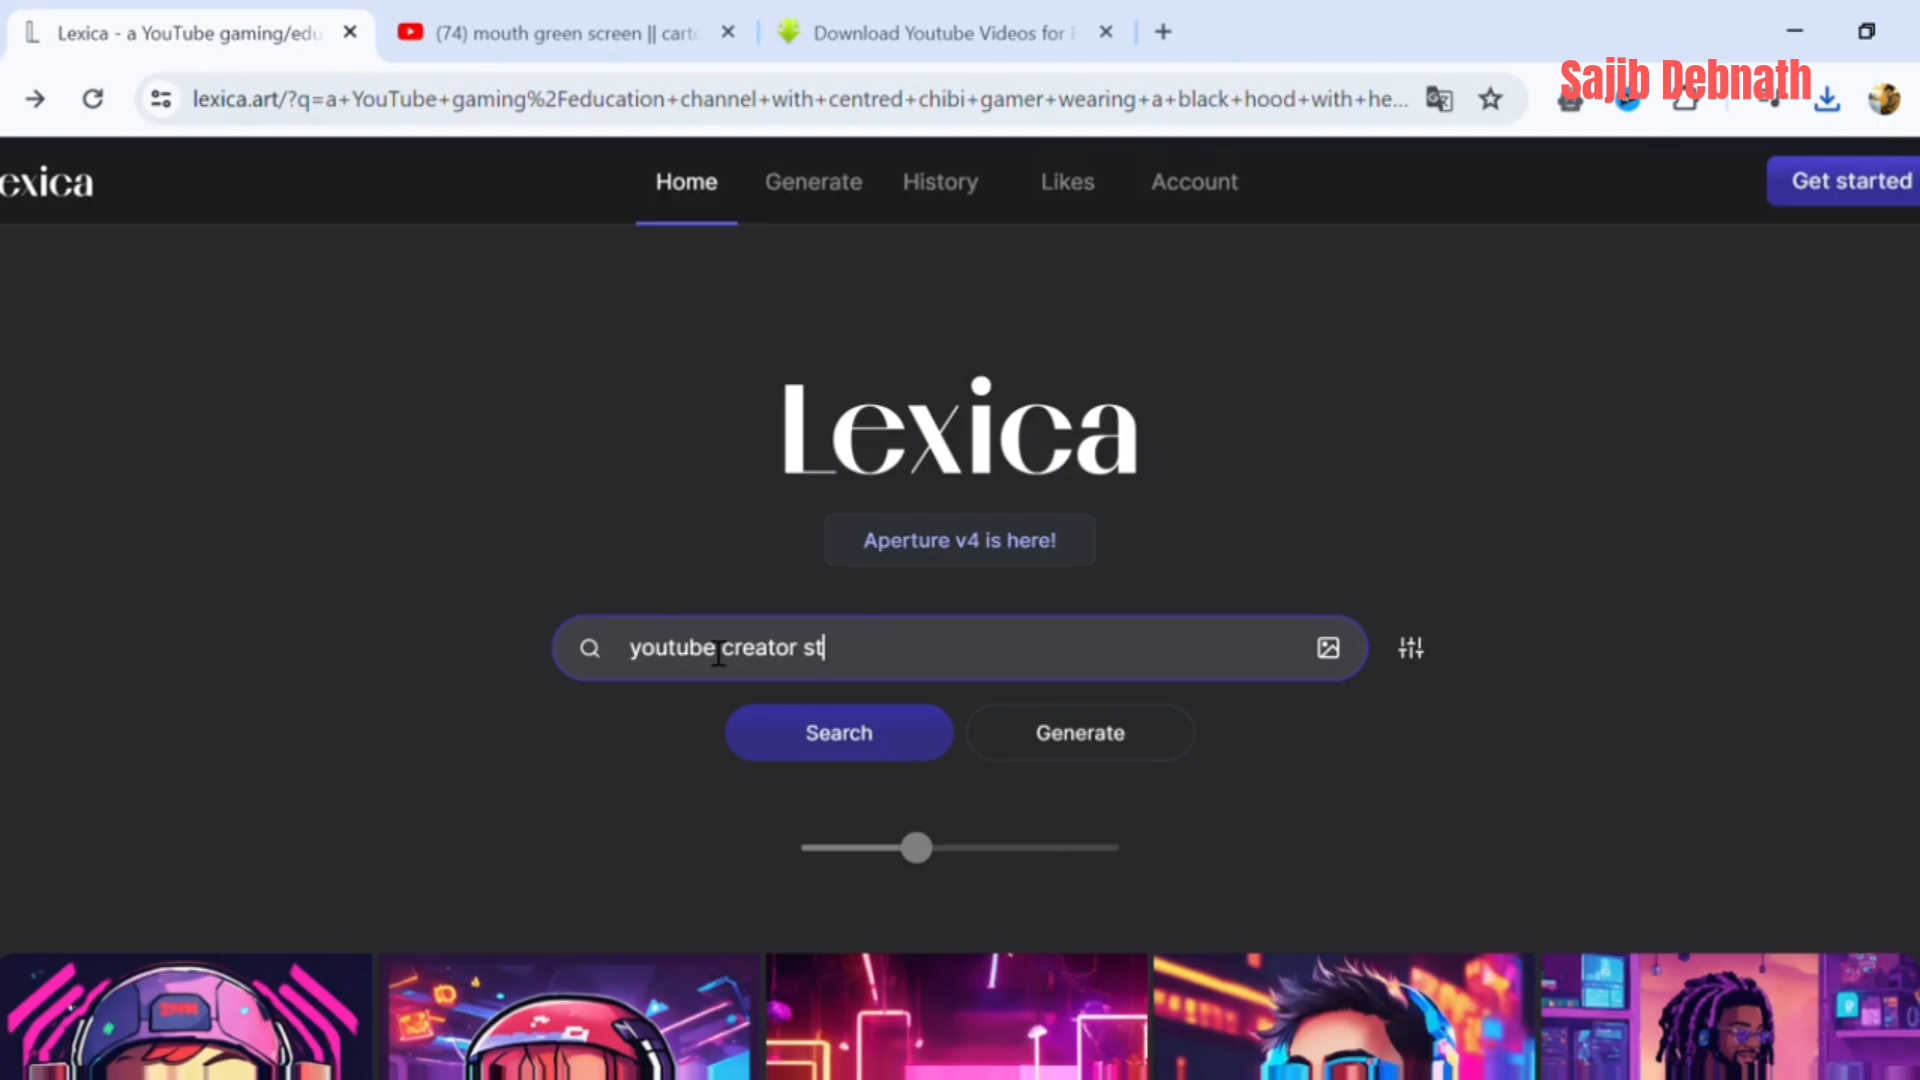 Lexica - a YouTube gaming/edu
(74) mouth green screen || carto
Download Youtube Videos for F
Sajib Debnath
lexica.art/?q=a+YouTube+gaming%2Feducation+channel+with+centred+chibi+gamer+wearing+a+black+hood+with+he...
exica
Home
Generate
History
Likes
Account
Get started
Lexica
Aperture v4 is here!
youtube creator st
Search
Generate